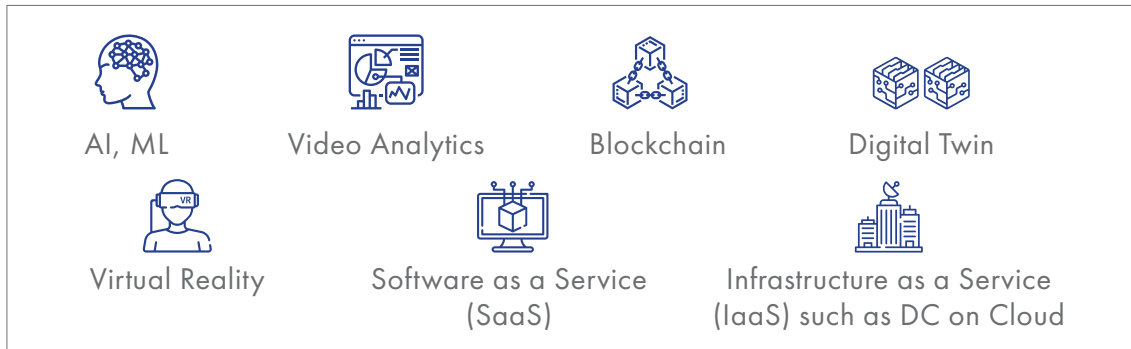 AI, ML
Video Analytics
Blockchain
Digital Twin
VR
Virtual Reality
Software as a Service
(SaaS)
Infrastructure as a Service
(IaaS) such as DC on Cloud